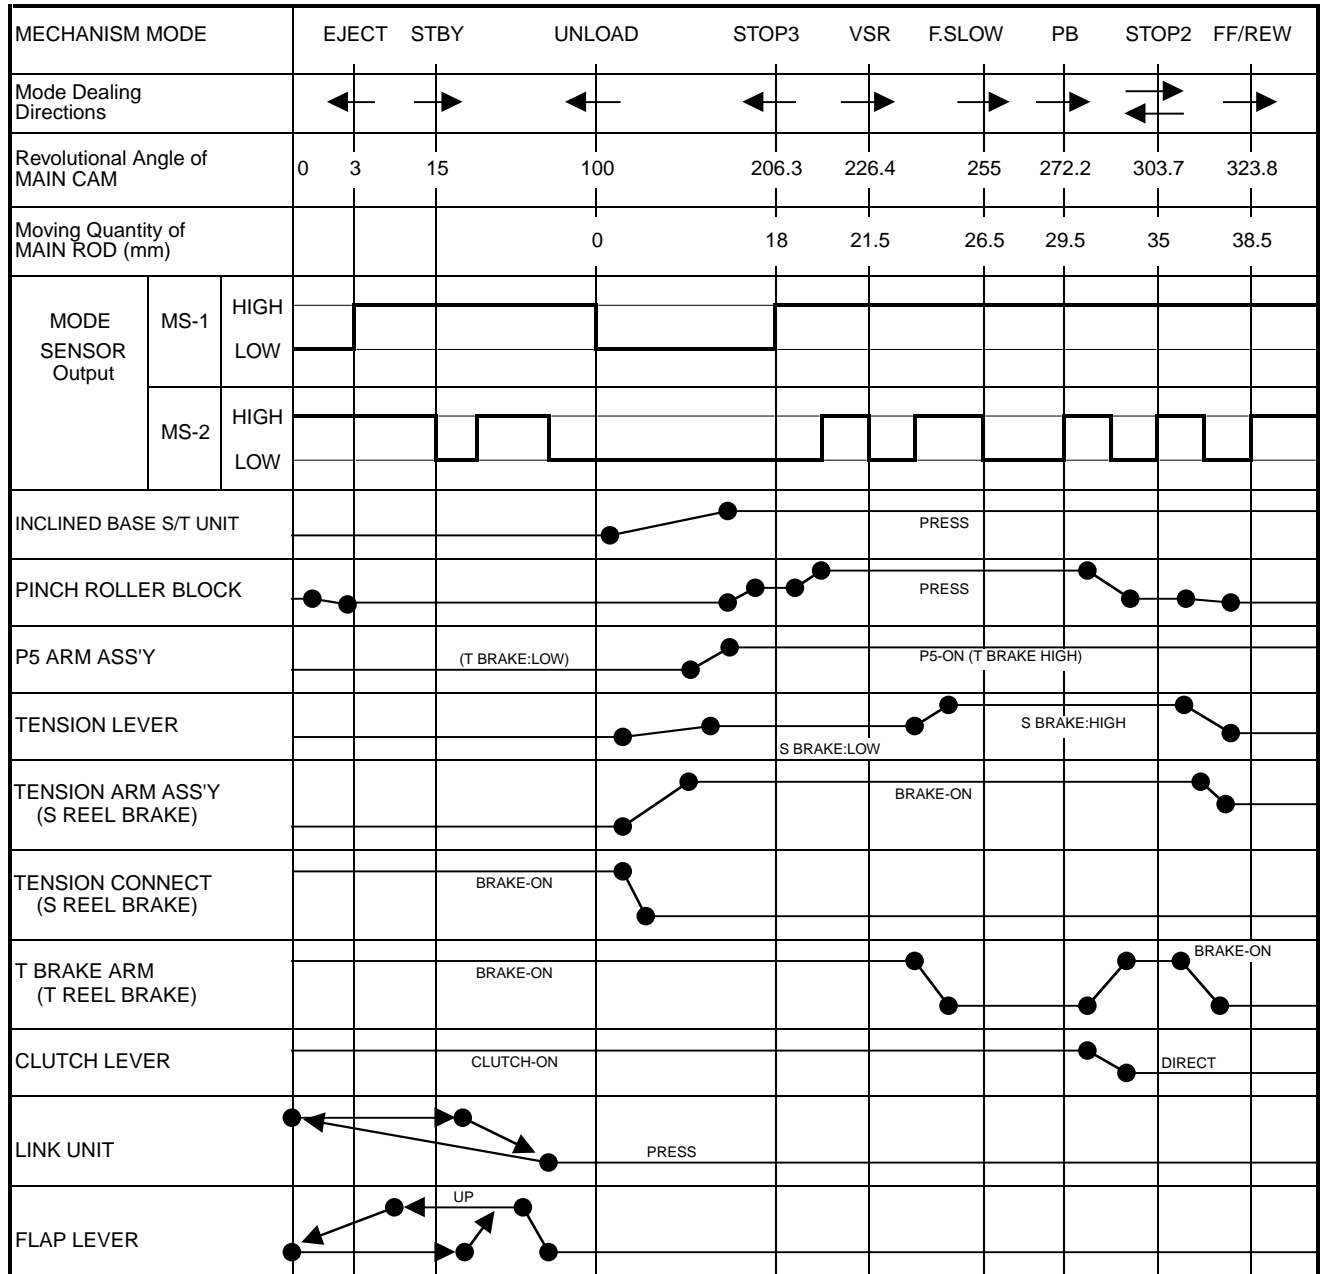 MECHANISM MODE EJECT STBY UNLOAD STOP3 VSR F.SLOW PB STOP2 FF/REW
Mode Dealing
Directions
Revolutional Angle of
MAIN CAM
0 3 15 100 206.3 226.4 255 272.2 303.7 323.8
Moving Quantity of
MAIN ROD (mm)
0 18 21.5 26.5 29.5 35 38.5
MODE
SENSOR
Output
MS-1
HIGH
LOW
MS-2
HIGH
LOW
INCLINED BASE S/T UNIT
PRESS
PINCH ROLLER BLOCK
PRESS
P5 ARM ASS'Y
(T BRAKE:LOW)
P5-ON (T BRAKE HIGH)
TENSION LEVER
S BRAKE:LOW
S BRAKE:HIGH
TENSION ARM ASS'Y
(S REEL BRAKE)
BRAKE-ON
TENSION CONNECT
(S REEL BRAKE)
BRAKE-ON
T BRAKE ARM
(T REEL BRAKE)
BRAKE-ON
BRAKE-ON
CLUTCH LEVER
CLUTCH-ON
DIRECT
LINK UNIT
PRESS
FLAP LEVER
UP